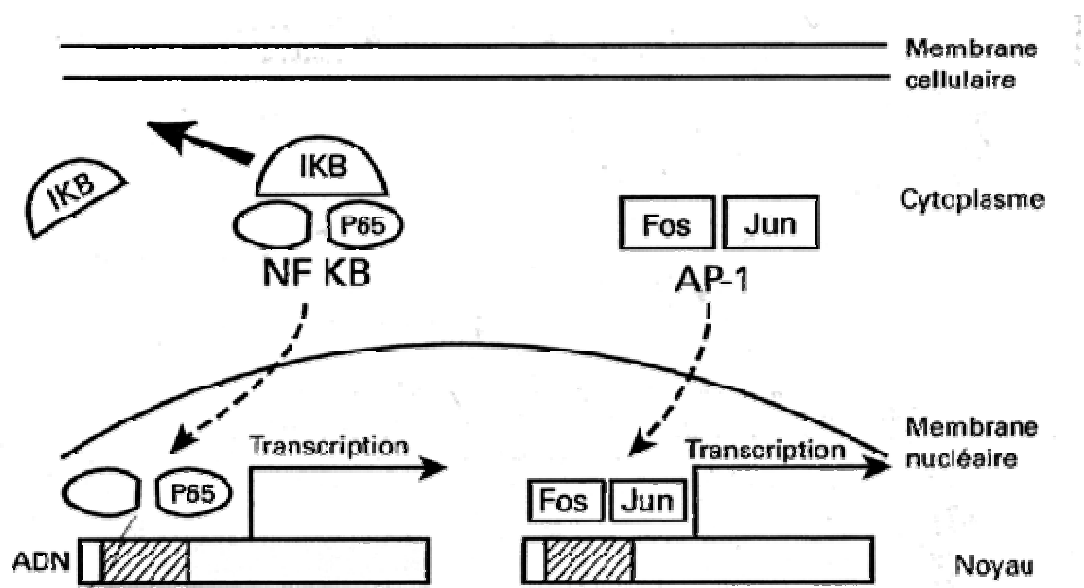 Membrane
cellulaire
IKB
IKB
P65
NF KB
Fos
Jun
AP-1
Cytoplasme
Membrane
nucléaire
Transcription
Transcription
P65
Fos
Jun
ADN
Noyau